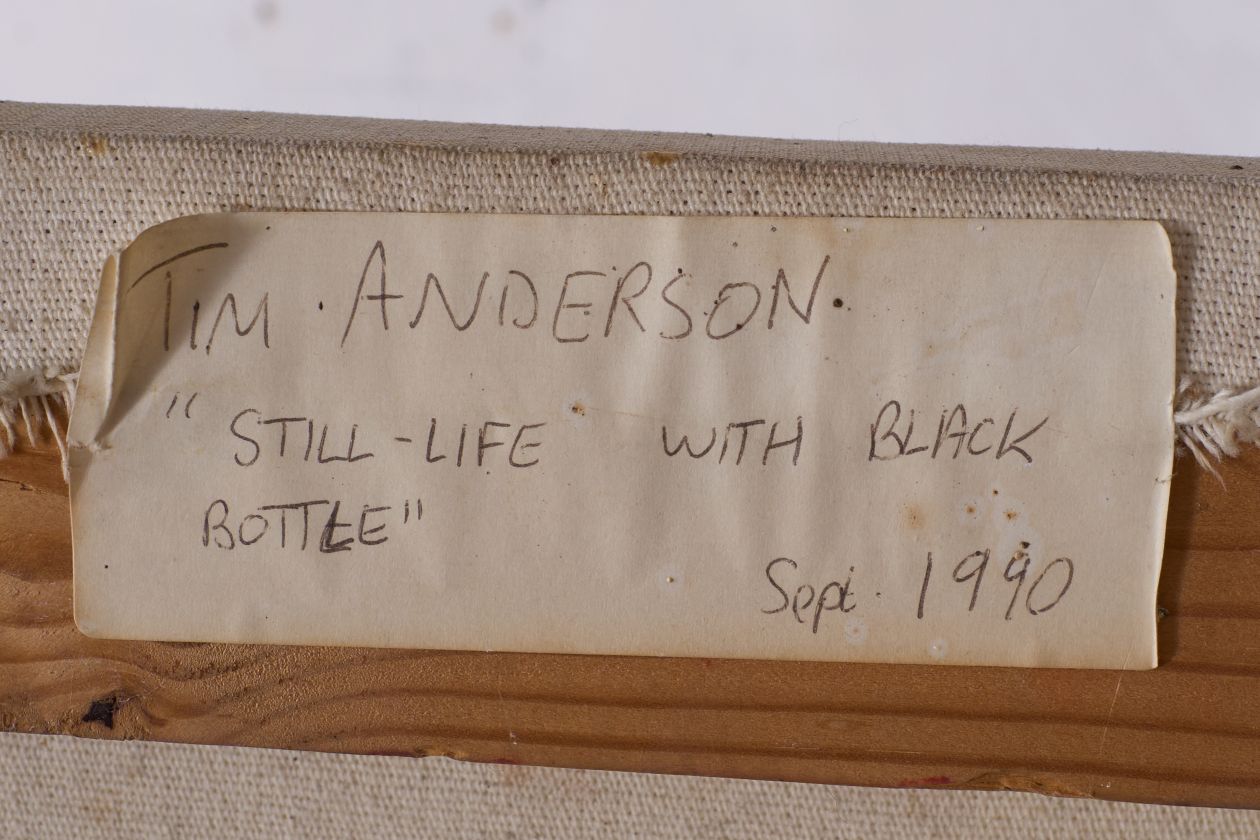 TIM · ANDERSON.
"STILL-LIFE WITH BLACK
BOTTLE"
Sept. 1990